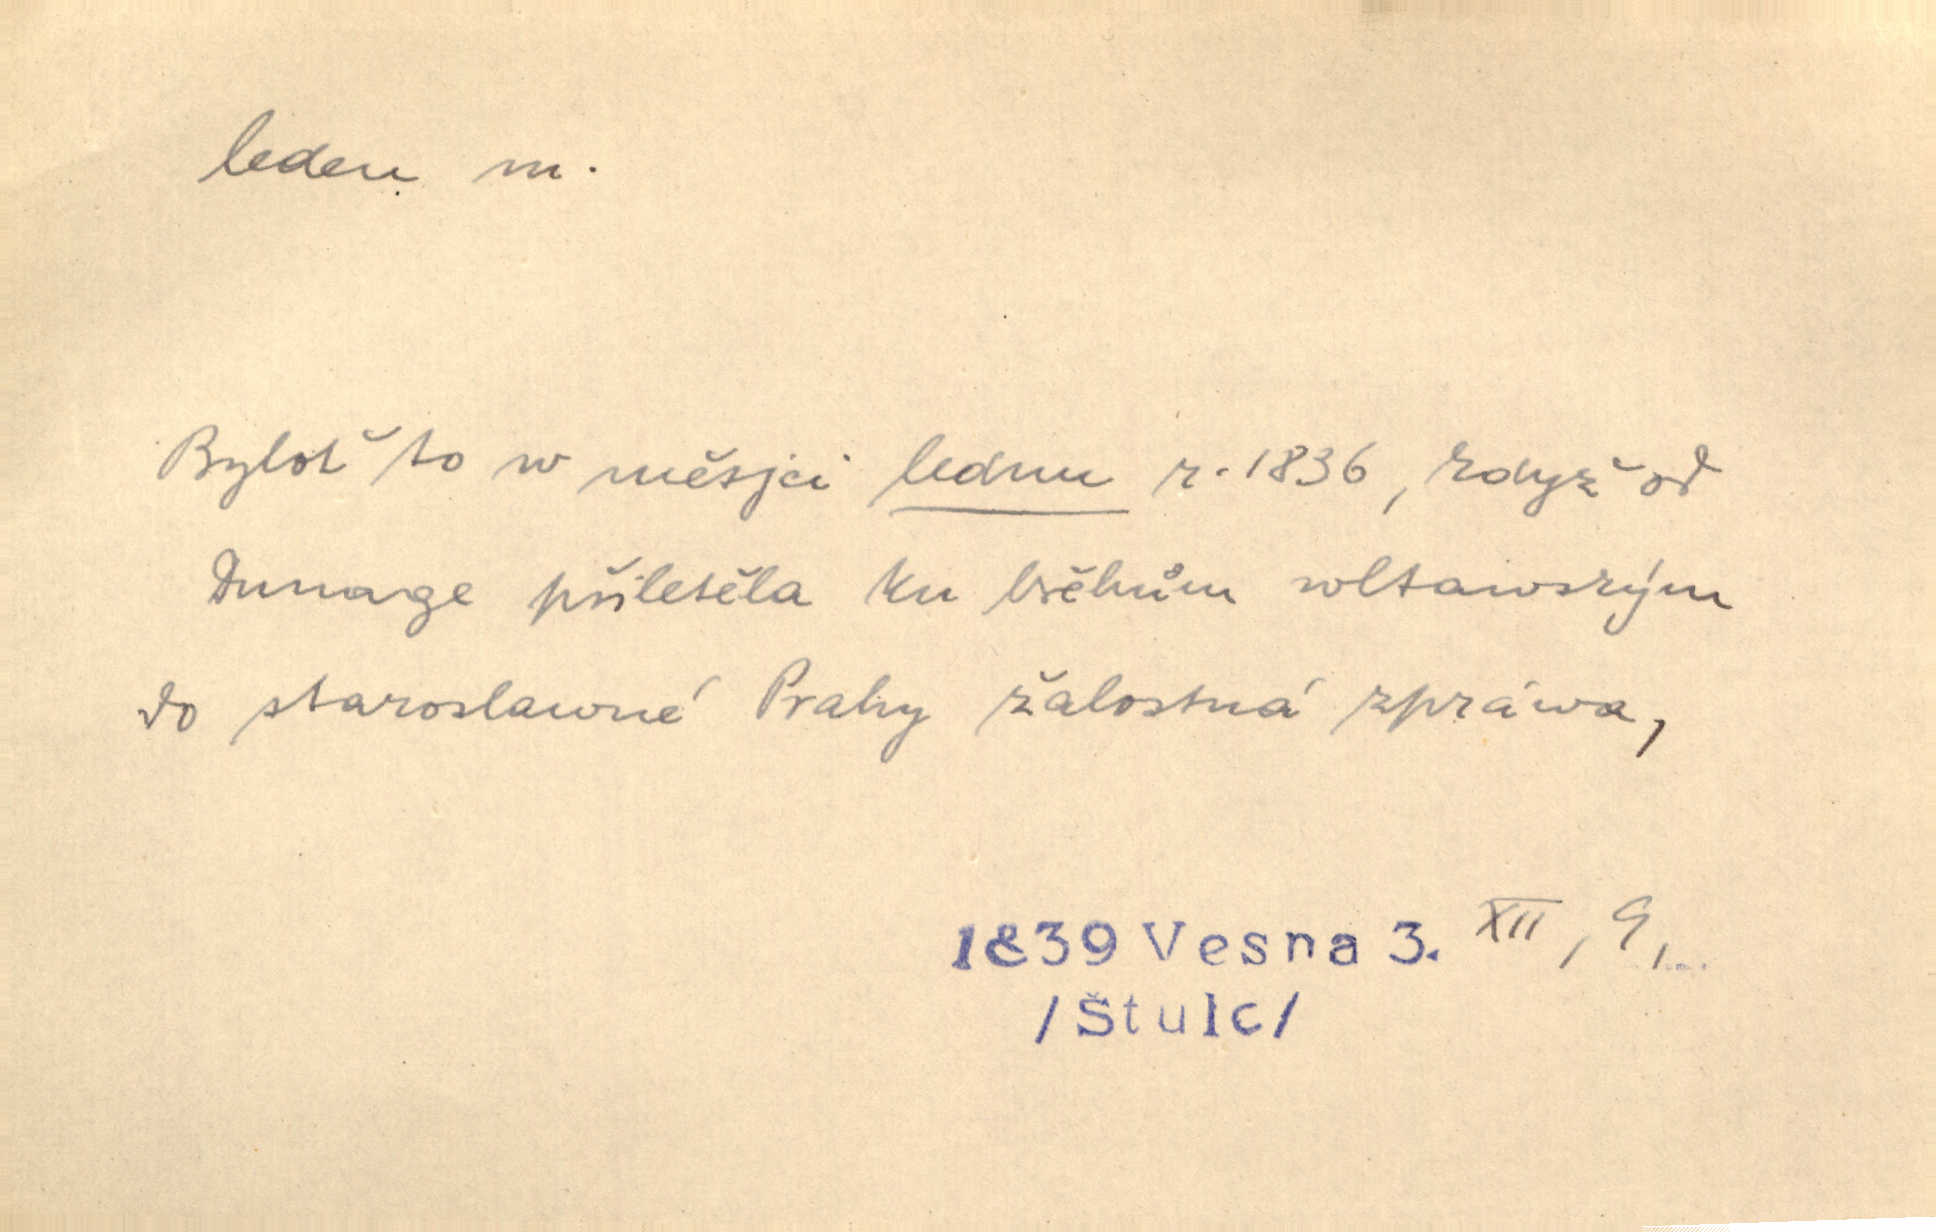 leden m.
Byloť to w měsjci lednu r. 1836, když od
Dunage přiletěla ku břehům wltawským
do staroslawné Prahy žalostná zpráwa,
1839 Vesna 3. XII, 9,
/Štulc/